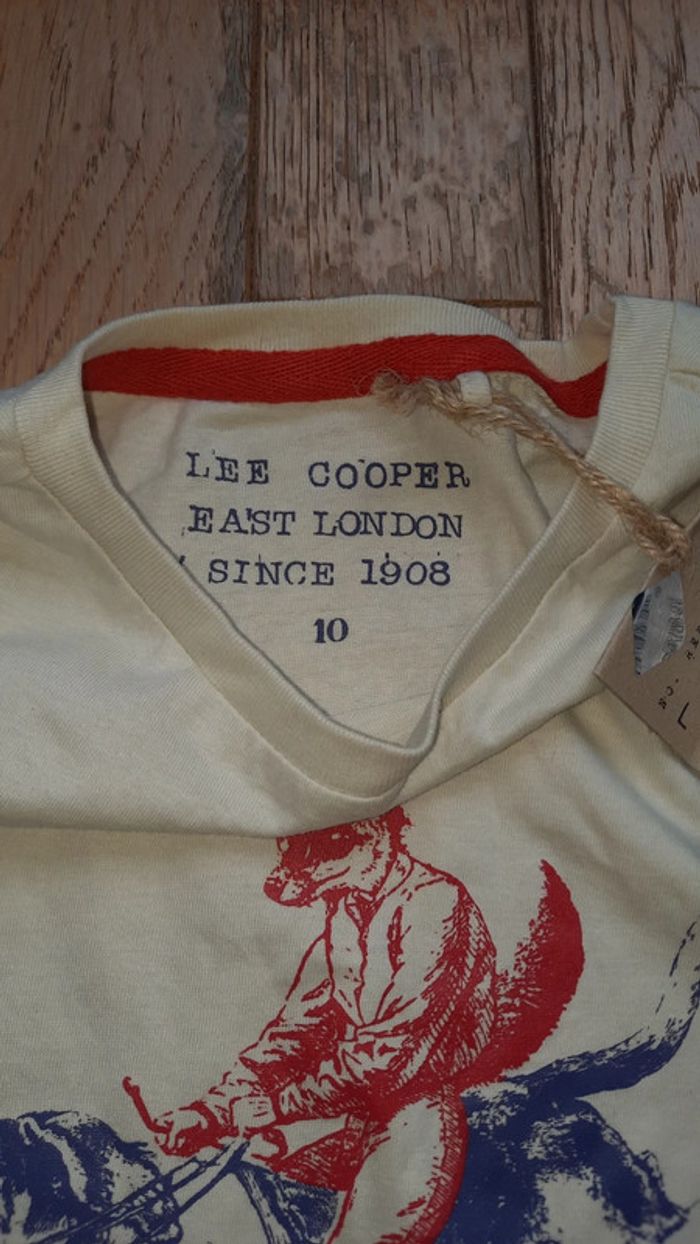 LEE COOPER
EAST LONDON
SINCE 1908
10